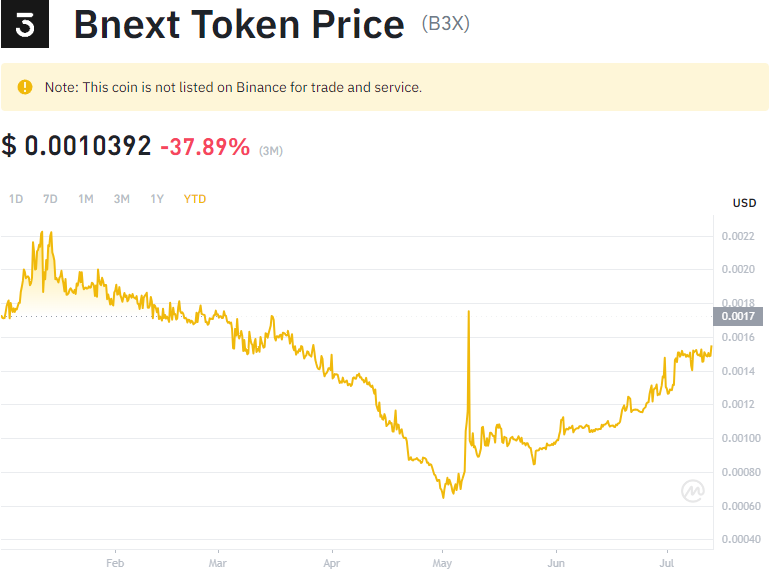 3 Bnext Token Price (B3X)
Note: This coin is not listed on Binance for trade and service.
$ 0.0010392 -37.89% (3M)
1D 7D 1M 3M 1Y YTD
USD
0.0022
0.0020
0.0018
0.0017
0.0016
0.0014
0.0012
0.00100
0.00080
0.00060
0.00040
Feb Mar Apr May Jun Jul